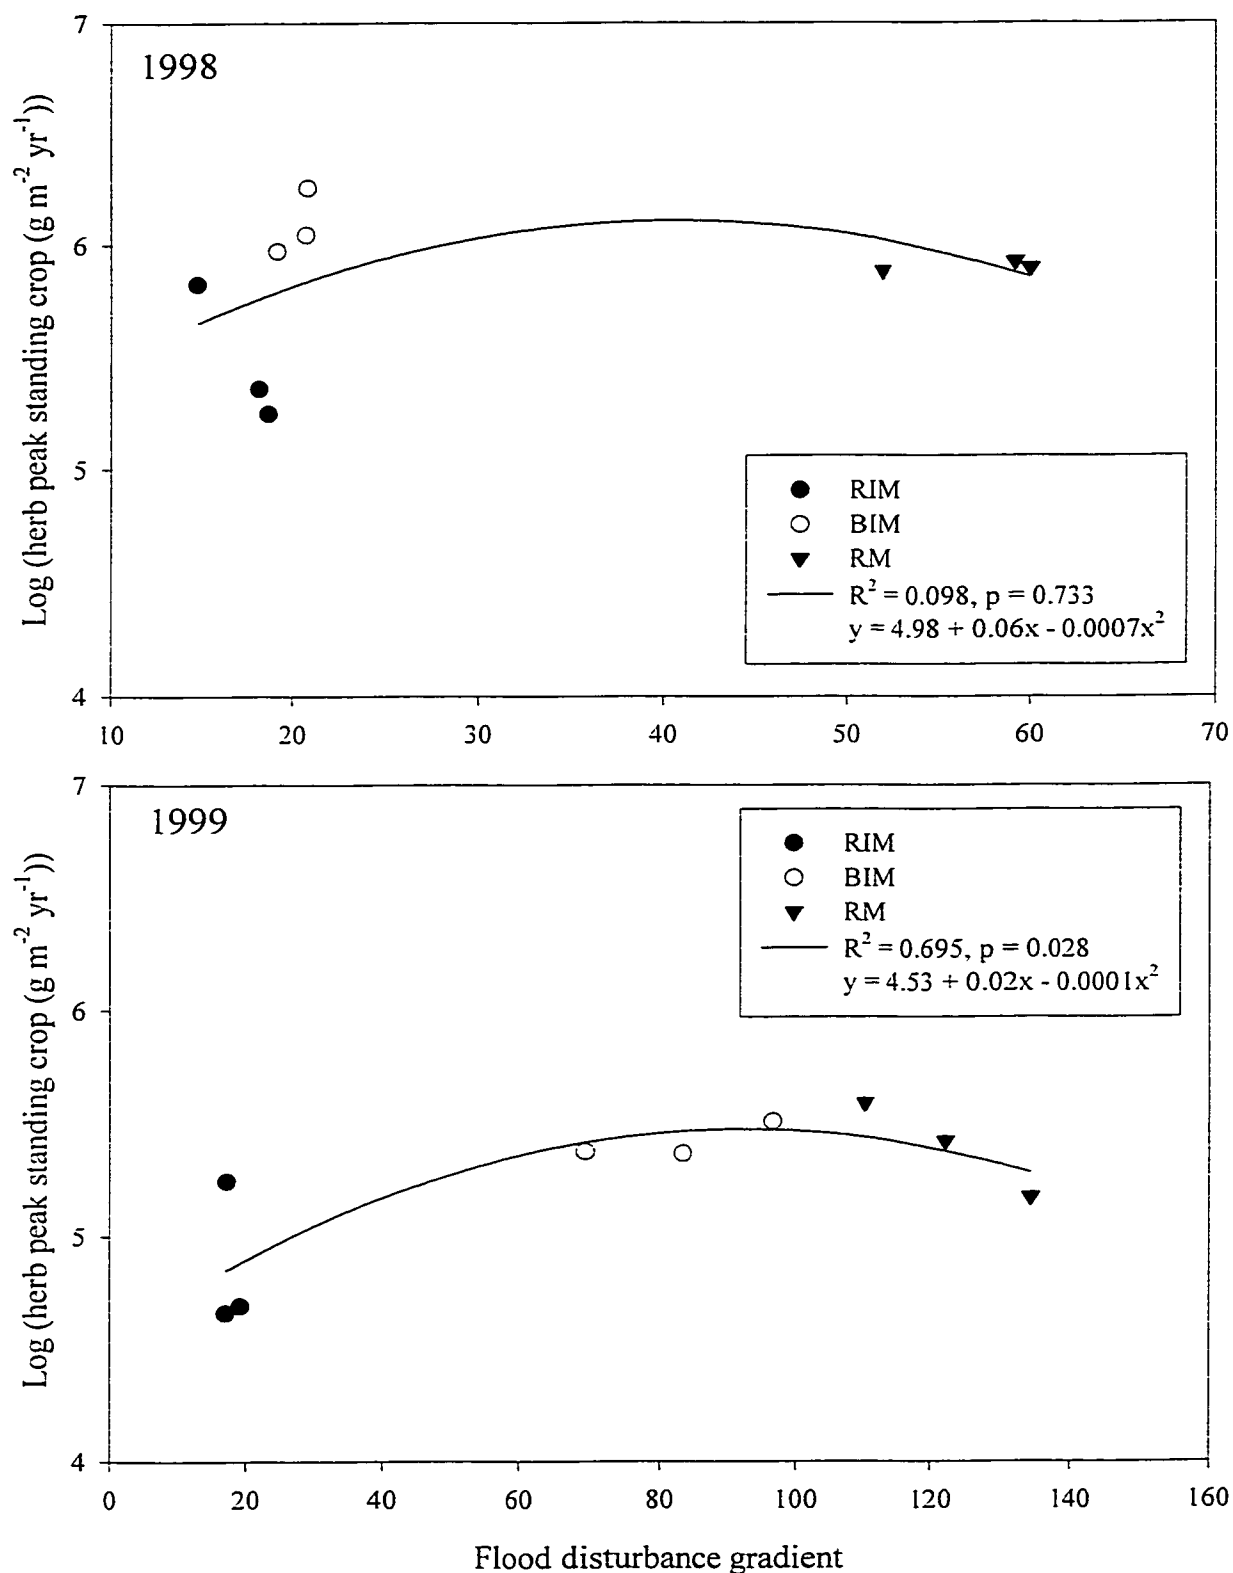 7
1998
6
5
4
Log (herb peak standing crop (g m⁻² yr⁻¹))
RIM
BIM
RM
R² = 0.098, p = 0.733
y = 4.98 + 0.06x - 0.0007x²
10 20 30 40 50 60 70
7
1999
6
5
4
Log (herb peak standing crop (g m⁻² yr⁻¹))
RIM
BIM
RM
R² = 0.695, p = 0.028
y = 4.53 + 0.02x - 0.0001x²
0 20 40 60 80 100 120 140 160
Flood disturbance gradient